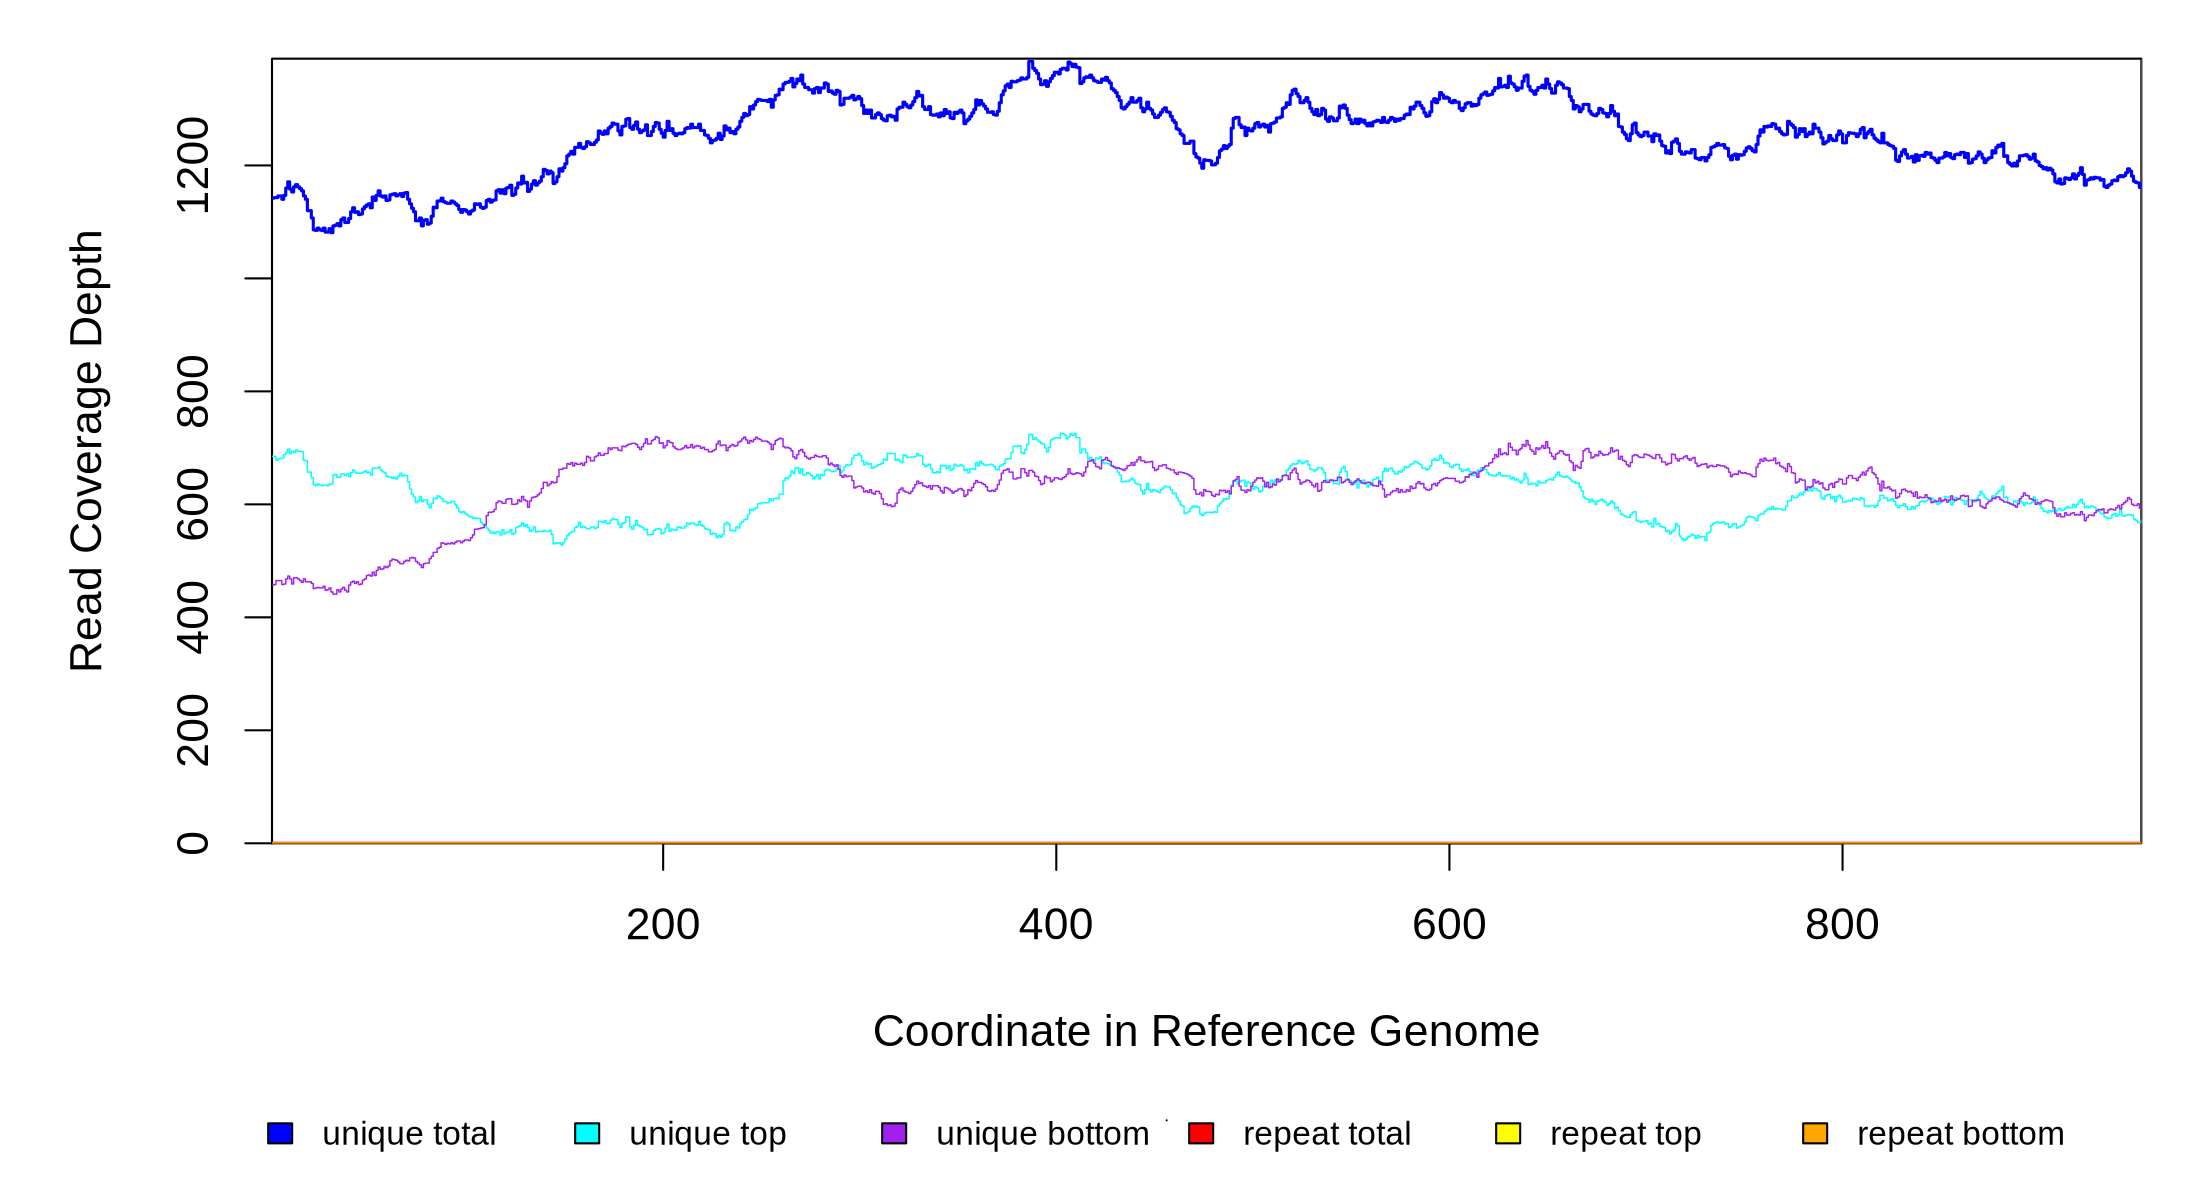 Read Coverage Depth
1200
800
600
400
200
0
200 400 600 800
Coordinate in Reference Genome
unique total unique top unique bottom repeat total repeat top repeat bottom